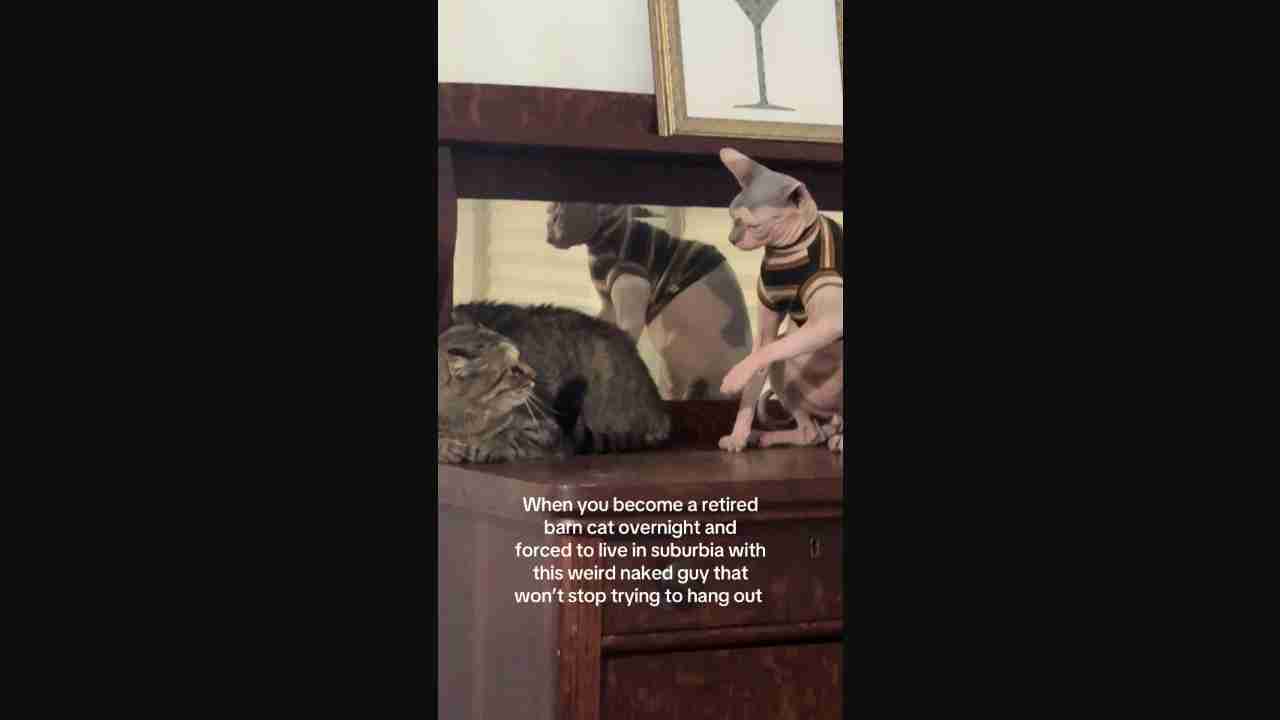 When you become a retired
barn cat overnight and
forced to live in suburbia with
this weird naked guy that
won't stop trying to hang out